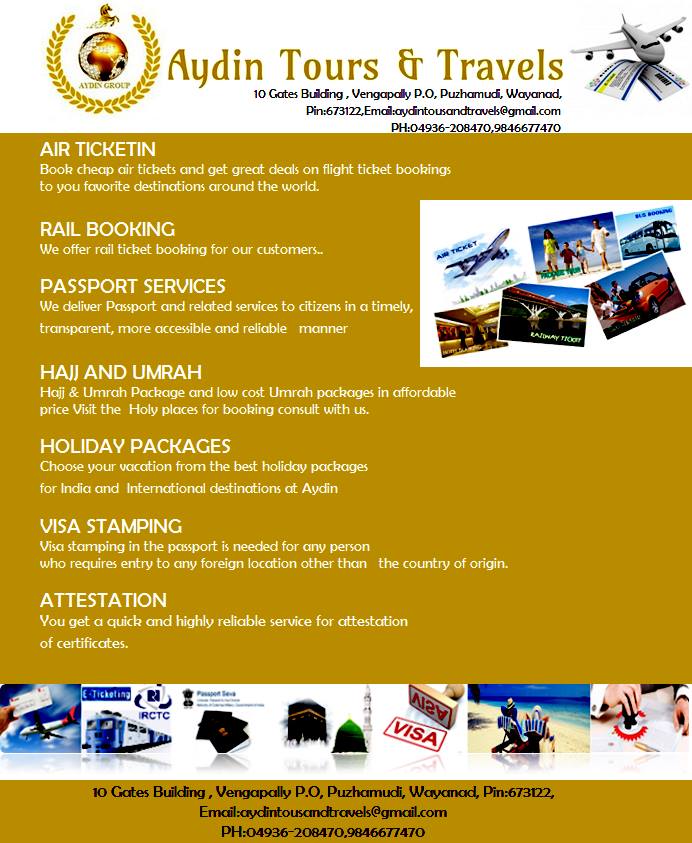 AYDIN GROUP
Aydin Tours & Travels
10 Gates Building , Vengapally P.O, Puzhamudi, Wayanad,
Pin:673122,Email:aydintousandtravels@gmail.com
PH:04936-208470,9846677470
AIR TICKETIN
Book cheap air tickets and get great deals on flight ticket bookings
to you favorite destinations around the world.
RAIL BOOKING
We offer rail ticket booking for our customers..
PASSPORT SERVICES
We deliver Passport and related services to citizens in a timely,
transparent, more accessible and reliable manner
AIR TICKET
BUS BOOKING
RAILWAY TICKET
HAJJ AND UMRAH
Hajj & Umrah Package and low cost Umrah packages in affordable
price Visit the Holy places for booking consult with us.
HOLIDAY PACKAGES
Choose your vacation from the best holiday packages
for India and International destinations at Aydin
VISA STAMPING
Visa stamping in the passport is needed for any person
who requires entry to any foreign location other than the country of origin.
ATTESTATION
You get a quick and highly reliable service for attestation
of certificates.
E-Ticketing
IRCTC
Passport Seva
VISA
VISA
10 Gates Building , Vengapally P.O, Puzhamudi, Wayanad, Pin:673122,
Email:aydintousandtravels@gmail.com
PH:04936-208470,9846677470